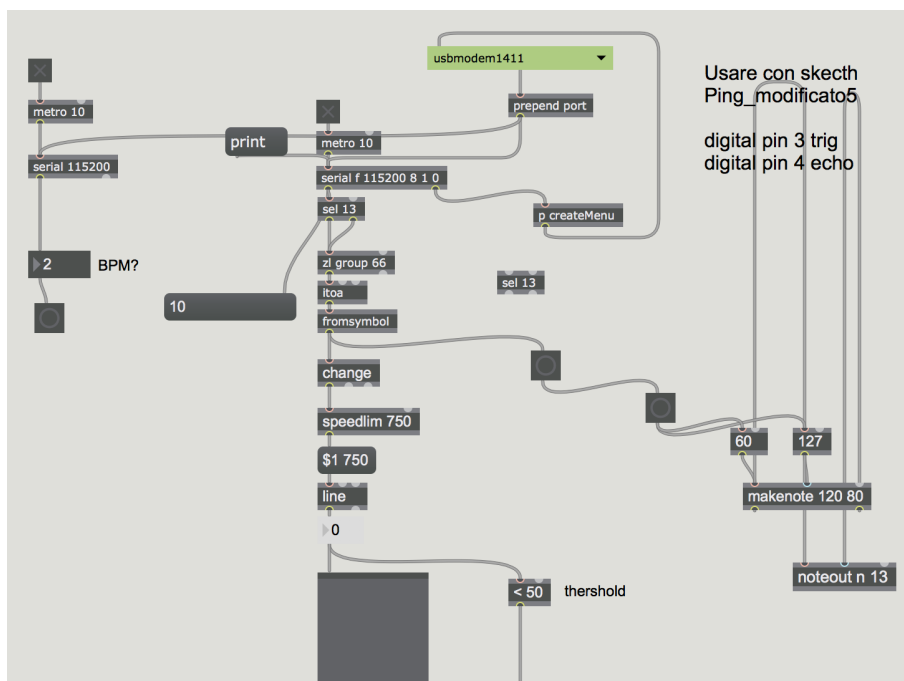 usbmodem1411
Usare con skecth
Ping_modificato5
digital pin 3 trig
digital pin 4 echo
metro 10
prepend port
print
metro 10
serial 115200
serial f 115200 8 1 0
sel 13
p createMenu
2
BPM?
zl group 66
sel 13
10
itoa
fromsymbol
change
speedlim 750
60
127
$1 750
line
makenote 120 80
0
noteout n 13
< 50
thershold